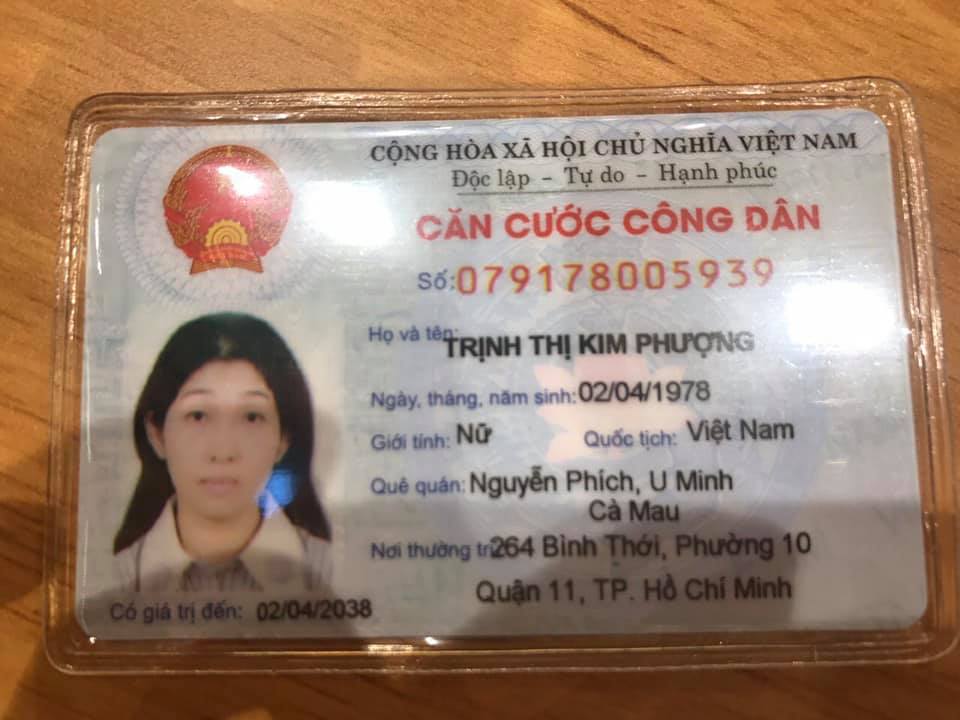 CỘNG HÒA XÃ HỘI CHỦ NGHĨA VIỆT NAM
Độc lập - Tự do - Hạnh phúc
CĂN CƯỚC CÔNG DÂN
Số: 079178005939
Họ và tên: TRỊNH THỊ KIM PHƯỢNG
Ngày, tháng, năm sinh: 02/04/1978
Giới tính: Nữ Quốc tịch: Việt Nam
Quê quán: Nguyễn Phích, U Minh
Cà Mau
Nơi thường trú: 264 Bình Thới, Phường 10
Quận 11, TP. Hồ Chí Minh
Có giá trị đến: 02/04/2038